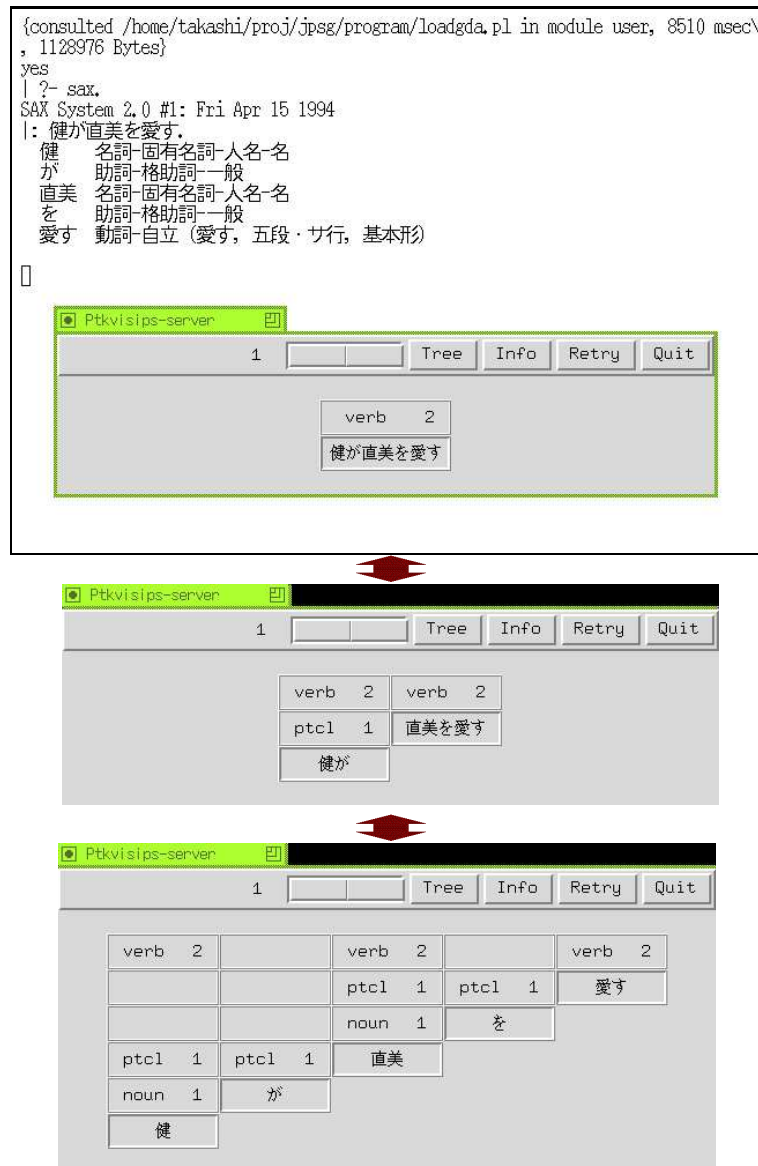 {consulted /home/takashi/proj/jpsg/program/loadgda.pl in module user, 8510 msec\
, 1128976 Bytes}
yes
| ?- sax.
SAX System 2.0 #1: Fri Apr 15 1994
|: 健が直美を愛す.
健 名詞-固有名詞-人名-名
が 助詞-格助詞-一般
直美 名詞-固有名詞-人名-名
を 助詞-格助詞-一般
愛す 動詞-自立 (愛す, 五段・サ行, 基本形)
Ptkvisips-server
1 Tree Info Retry Quit
verb 2
健が直美を愛す
Ptkvisips-server
1 Tree Info Retry Quit
verb 2 verb 2
ptcl 1 直美を愛す
健が
Ptkvisips-server
1 Tree Info Retry Quit
verb 2 verb 2 verb 2
ptcl 1 ptcl 1 愛す
noun 1 を
ptcl 1 ptcl 1 直美
noun 1 が
健